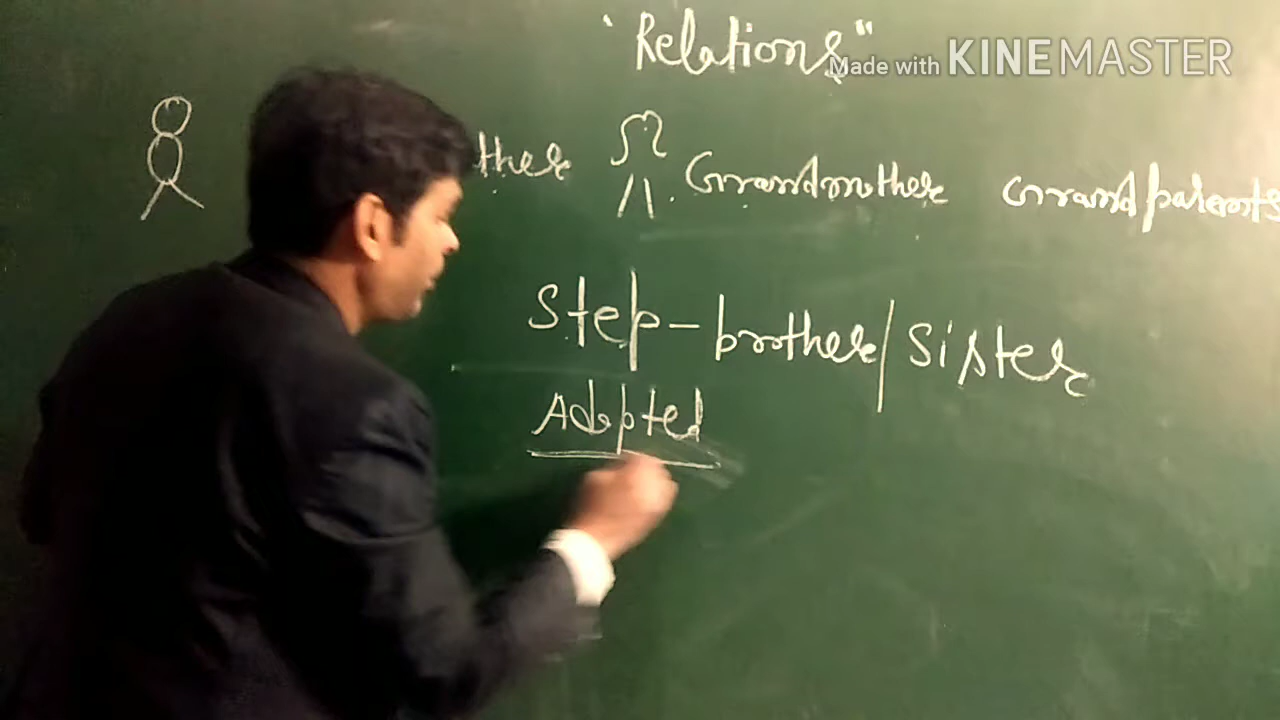 "Relations"
Made with KINEMASTER
ther Grandmother Grandparents
Step-brother/Sister
Adopted